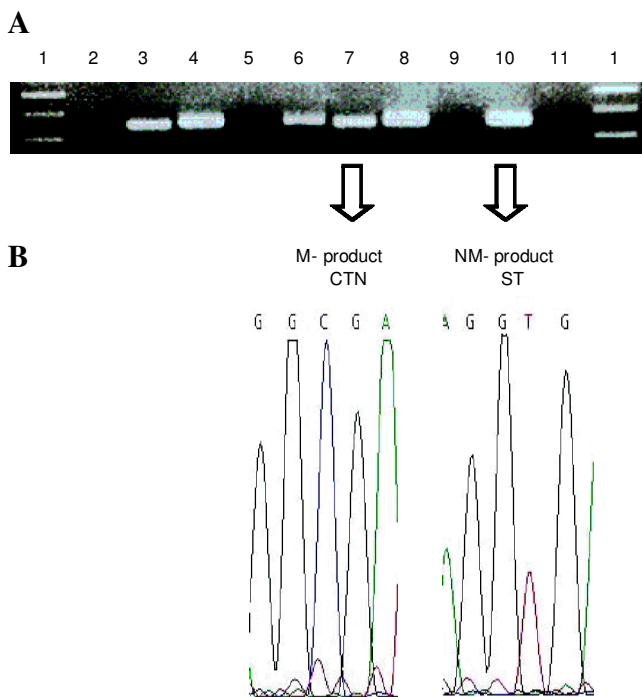 A
1 2 3 4 5 6 7 8 9 10 11 1
B
M- product
CTN
NM- product
ST
G G C G A
A G G T G